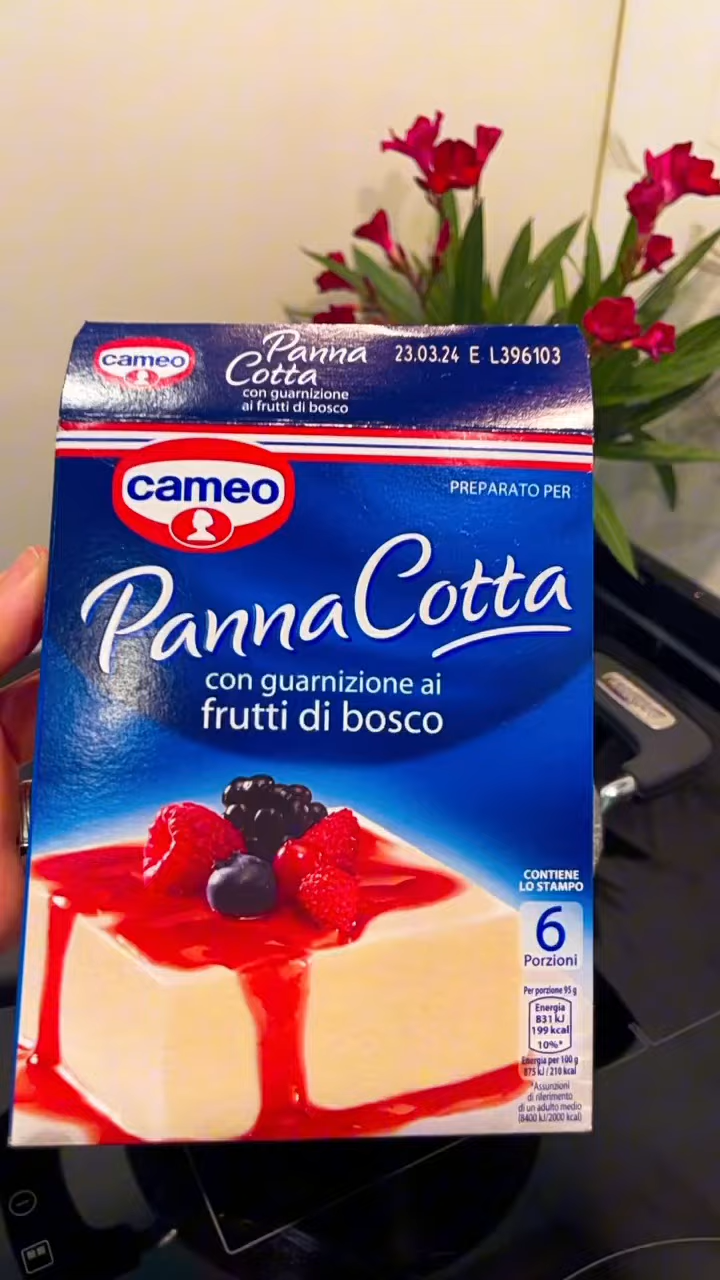 cameo
Panna
Cotta
con guarnizione
ai frutti di bosco
23.03.24 E L396103
cameo
PREPARATO PER
Panna Cotta
con guarnizione ai
frutti di bosco
CONTIENE
LO STAMPO
6
Porzioni
Per porzione 95 g
Energia
831 kJ
199 kcal
10%*
Energia per 100 g
875 kJ / 210 kcal
*Assunzioni
di riferimento
di un adulto medio
(8400 kJ/2000 kcal)